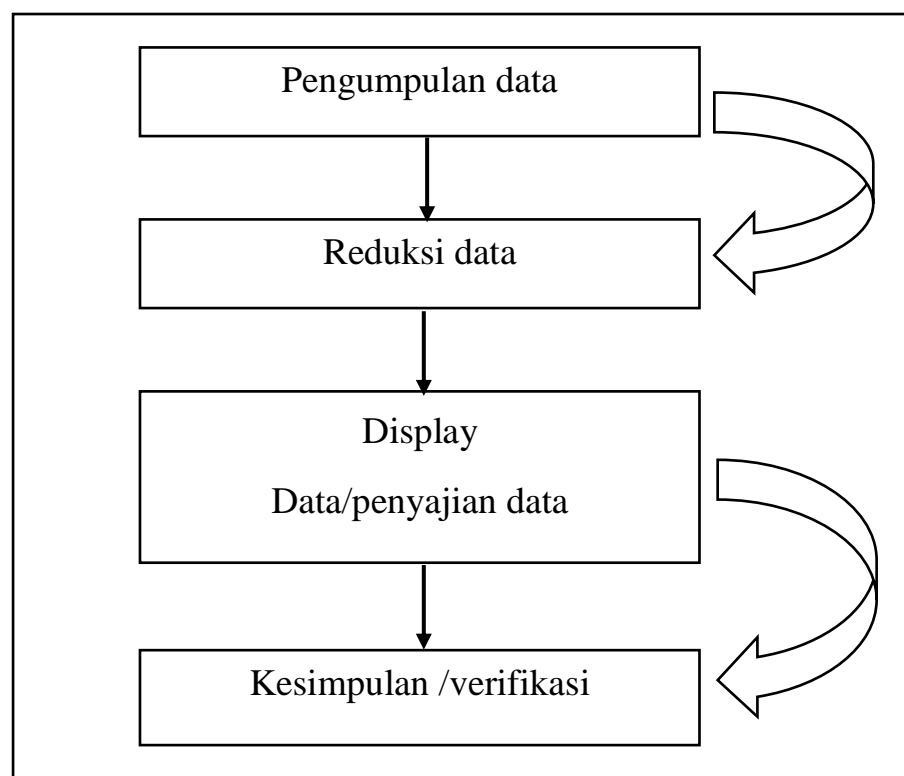 Pengumpulan data
Reduksi data
Display
Data/penyajian data
Kesimpulan /verifikasi